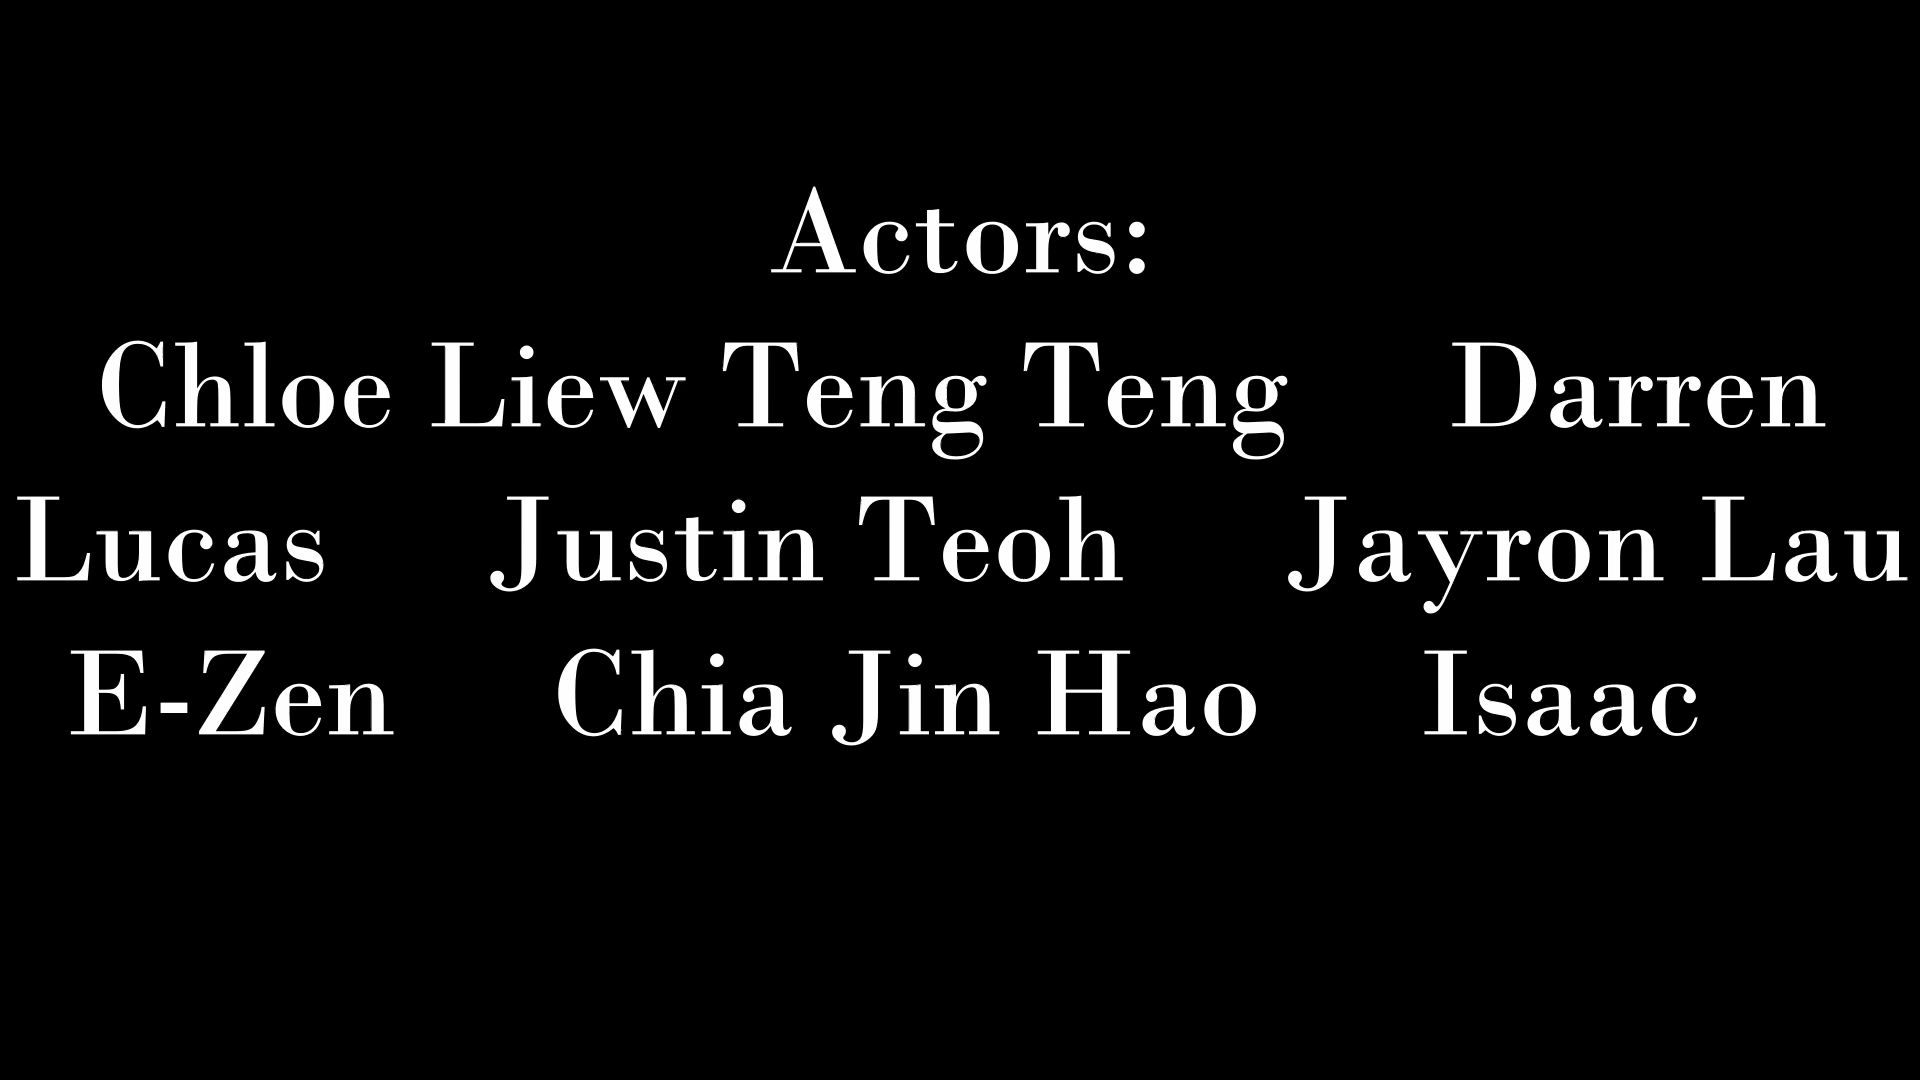 Actors:
Chloe Liew Teng Teng Darren
Lucas Justin Teoh Jayron Lau
E-Zen Chia Jin Hao Isaac